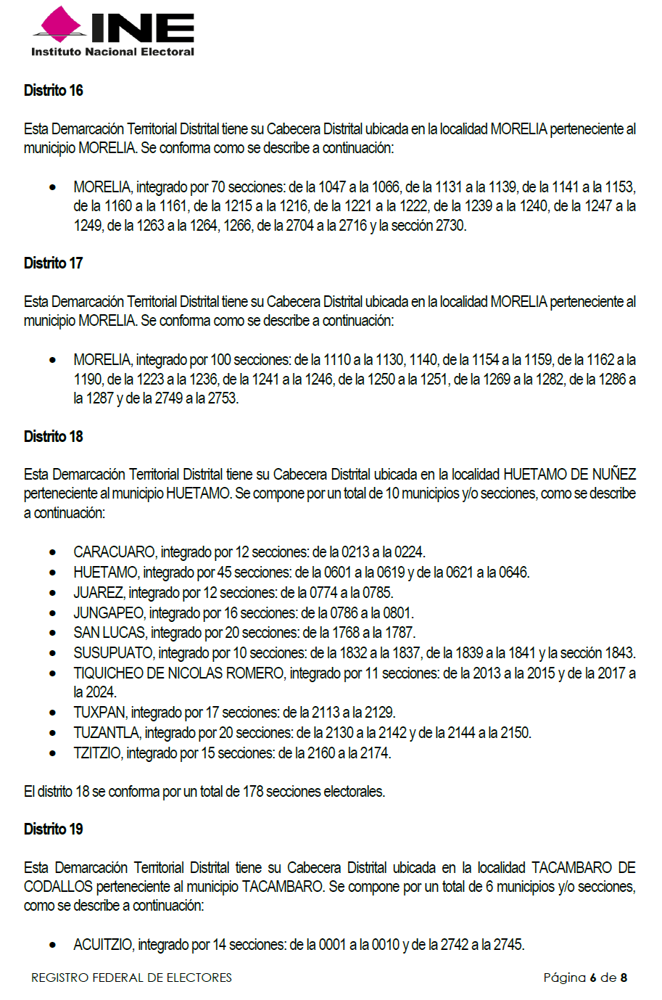 INE
Instituto Nacional Electoral
Distrito 16
Esta Demarcación Territorial Distrital tiene su Cabecera Distrital ubicada en la localidad MORELIA perteneciente al
municipio MORELIA. Se conforma como se describe a continuación:
• MORELIA, integrado por 70 secciones: de la 1047 a la 1066, de la 1131 a la 1139, de la 1141 a la 1153,
de la 1160 a la 1161, de la 1215 a la 1216, de la 1221 a la 1222, de la 1239 a la 1240, de la 1247 a la
1249, de la 1263 a la 1264, 1266, de la 2704 a la 2716 y la sección 2730.
Distrito 17
Esta Demarcación Territorial Distrital tiene su Cabecera Distrital ubicada en la localidad MORELIA perteneciente al
municipio MORELIA. Se conforma como se describe a continuación:
• MORELIA, integrado por 100 secciones: de la 1110 a la 1130, 1140, de la 1154 a la 1159, de la 1162 a la
1190, de la 1223 a la 1236, de la 1241 a la 1246, de la 1250 a la 1251, de la 1269 a la 1282, de la 1286 a
la 1287 y de la 2749 a la 2753.
Distrito 18
Esta Demarcación Territorial Distrital tiene su Cabecera Distrital ubicada en la localidad HUETAMO DE NUÑEZ
perteneciente al municipio HUETAMO. Se compone por un total de 10 municipios y/o secciones, como se describe
a continuación:
• CARACUARO, integrado por 12 secciones: de la 0213 a la 0224.
• HUETAMO, integrado por 45 secciones: de la 0601 a la 0619 y de la 0621 a la 0646.
• JUAREZ, integrado por 12 secciones: de la 0774 a la 0785.
• JUNGAPEO, integrado por 16 secciones: de la 0786 a la 0801.
• SAN LUCAS, integrado por 20 secciones: de la 1768 a la 1787.
• SUSUPUATO, integrado por 10 secciones: de la 1832 a la 1837, de la 1839 a la 1841 y la sección 1843.
• TIQUICHEO DE NICOLAS ROMERO, integrado por 11 secciones: de la 2013 a la 2015 y de la 2017 a
la 2024.
• TUXPAN, integrado por 17 secciones: de la 2113 a la 2129.
• TUZANTLA, integrado por 20 secciones: de la 2130 a la 2142 y de la 2144 a la 2150.
• TZITZIO, integrado por 15 secciones: de la 2160 a la 2174.
El distrito 18 se conforma por un total de 178 secciones electorales.
Distrito 19
Esta Demarcación Territorial Distrital tiene su Cabecera Distrital ubicada en la localidad TACAMBARO DE
CODALLOS perteneciente al municipio TACAMBARO. Se compone por un total de 6 municipios y/o secciones,
como se describe a continuación:
• ACUITZIO, integrado por 14 secciones: de la 0001 a la 0010 y de la 2742 a la 2745.
REGISTRO FEDERAL DE ELECTORES Página 6 de 8